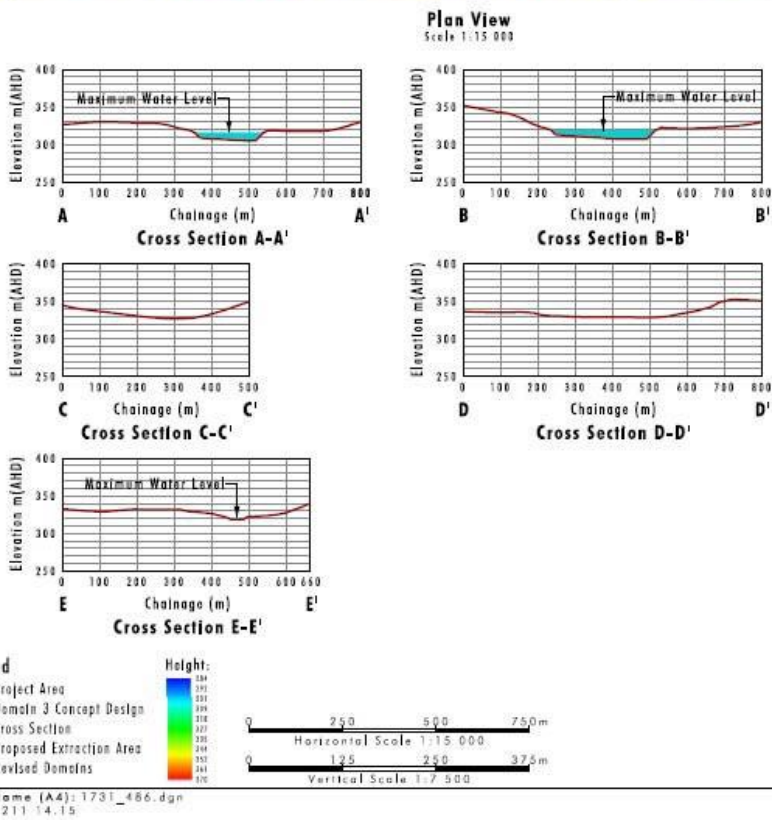 Plan View
Scale 1:15 000
Elevation m(AHD)
400
350
300
250
Maximum Water Level
0 100 200 300 400 500 600 700 800
A Chainage (m) A'
Cross Section A-A'
Elevation m(AHD)
400
350
300
250
Maximum Water Level
0 100 200 300 400 500 600 700 800
B Chainage (m) B'
Cross Section B-B'
Elevation m(AHD)
400
350
300
250
0 100 200 300 400 500
C Chainage (m) C'
Cross Section C-C'
Elevation m(AHD)
400
350
300
250
0 100 200 300 400 500 600 700 800
D Chainage (m) D'
Cross Section D-D'
Elevation m(AHD)
400
350
300
250
Maximum Water Level
0 100 200 300 400 500 600 660
E Chainage (m) E'
Cross Section E-E'
d
roject Area
omain 3 Concept Design
ross Section
roposed Extraction Area
evised Domains
Height:
0 250 500 750m
Horizontal Scale 1:15 000
0 125 250 375m
Vertical Scale 1:7 500
ame (A4): 1731_486.dgn
211 14.15